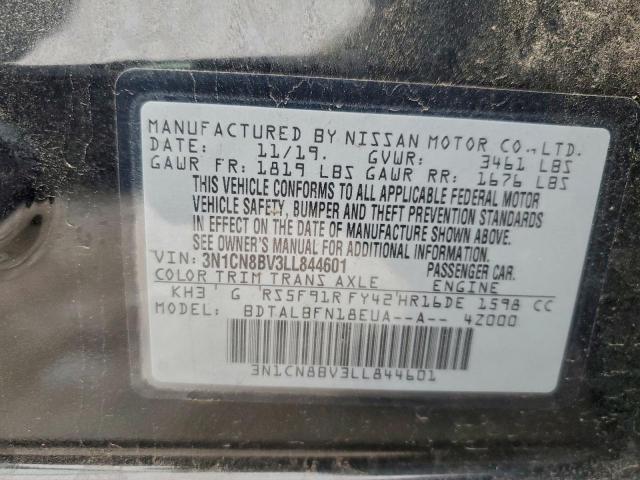 MANUFACTURED BY NISSAN MOTOR CO., LTD.
DATE: 11/19. GVWR: 3461 LBS
GAWR FR: 1819 LBS GAWR RR: 1676 LBS
THIS VEHICLE CONFORMS TO ALL APPLICABLE FEDERAL MOTOR
VEHICLE SAFETY, BUMPER AND THEFT PREVENTION STANDARDS
IN EFFECT ON THE DATE OF MANUFACTURE SHOWN ABOVE.
SEE OWNER'S MANUAL FOR ADDITIONAL INFORMATION.
VIN: 3N1CN8BV3LL844601 PASSENGER CAR.
COLOR TRIM TRANS AXLE ENGINE
KH3 G RS5F91R FY42 HR16DE 1598 CC
MODEL: BDTALBFN18EUA--A-- 4Z000
3N1CN8BV3LL844601